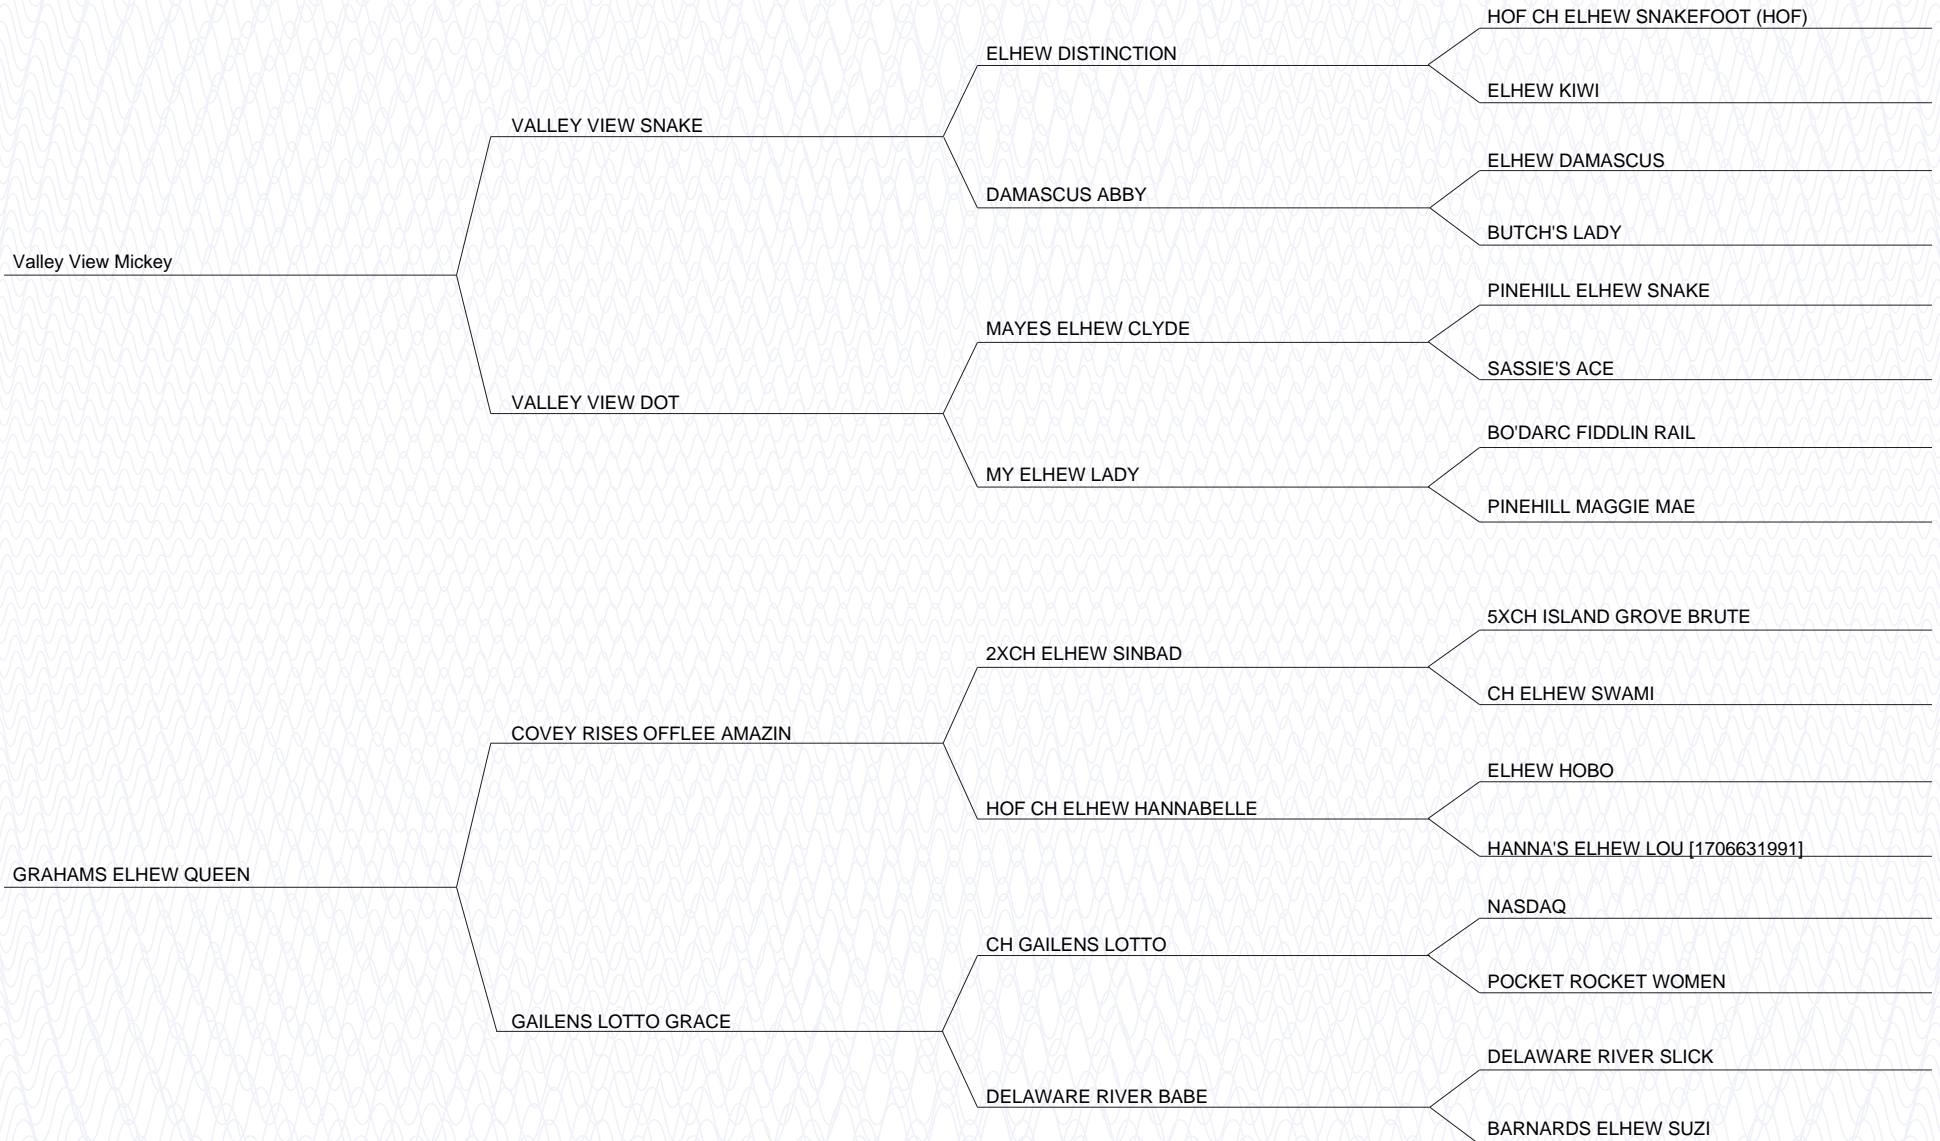 HOF CH ELHEW SNAKEFOOT (HOF)
ELHEW DISTINCTION
ELHEW KIWI
VALLEY VIEW SNAKE
ELHEW DAMASCUS
DAMASCUS ABBY
BUTCH'S LADY
Valley View Mickey
PINEHILL ELHEW SNAKE
MAYES ELHEW CLYDE
SASSIE'S ACE
VALLEY VIEW DOT
BO'DARC FIDDLIN RAIL
MY ELHEW LADY
PINEHILL MAGGIE MAE
5XCH ISLAND GROVE BRUTE
2XCH ELHEW SINBAD
CH ELHEW SWAMI
COVEY RISES OFFLEE AMAZIN
ELHEW HOBO
HOF CH ELHEW HANNABELLE
HANNA'S ELHEW LOU [1706631991]
GRAHAMS ELHEW QUEEN
NASDAQ
CH GAILENS LOTTO
POCKET ROCKET WOMEN
GAILENS LOTTO GRACE
DELAWARE RIVER SLICK
DELAWARE RIVER BABE
BARNARDS ELHEW SUZI